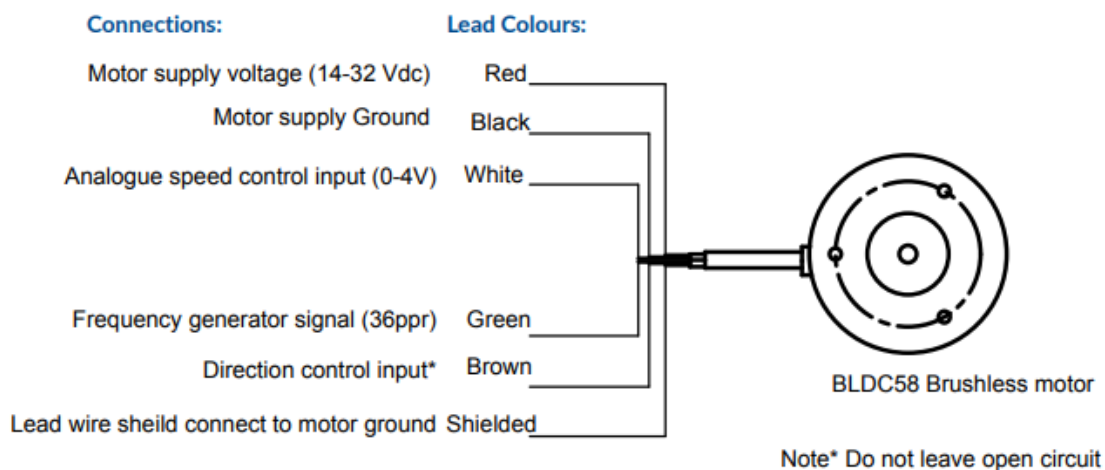 Connections: Lead Colours:
Motor supply voltage (14-32 Vdc) Red
Motor supply Ground Black
Analogue speed control input (0-4V) White
Frequency generator signal (36ppr) Green
Direction control input* Brown
Lead wire sheild connect to motor ground Shielded
BLDC58 Brushless motor
Note* Do not leave open circuit